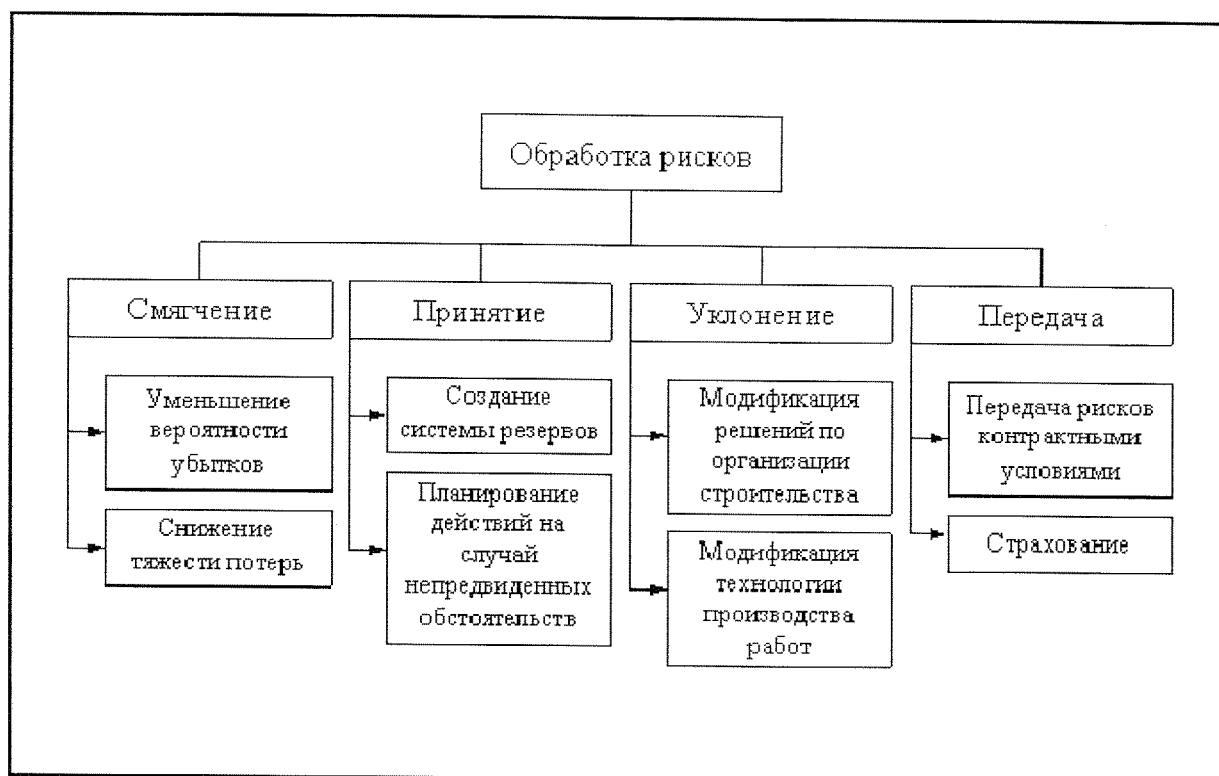 Обработка рисков
Смягчение
Уменьшение
вероятности
убытков
Снижение
тяжести потерь
Принятие
Создание
системы резервов
Планирование
действий на
случай
непредвиденных
обстоятельств
Уклонение
Модификация
решений по
организации
строительства
Модификация
технологии
производства
работ
Передача
Передача рисков
контрактными
условиями
Страхование